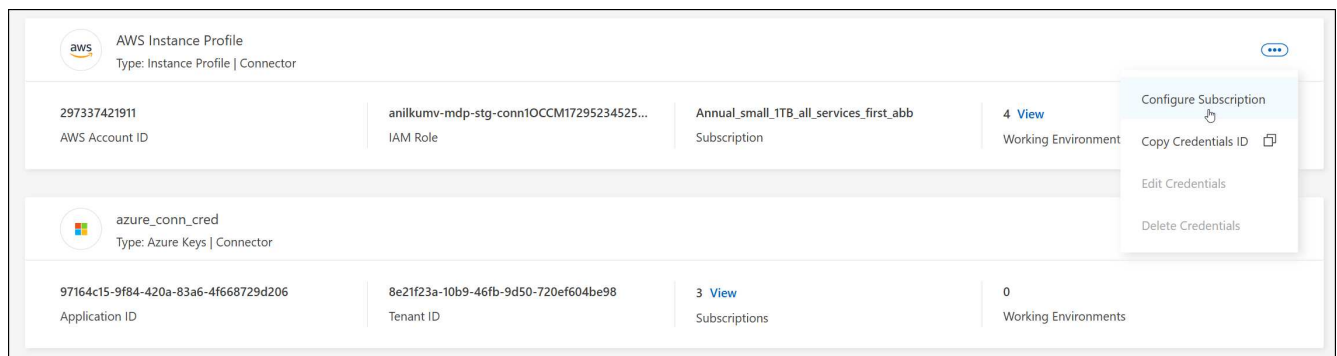 aws
AWS Instance Profile
Type: Instance Profile | Connector
297337421911
AWS Account ID
anilkumv-mdp-stg-conn1OCCM17295234525...
IAM Role
Annual_small_1TB_all_services_first_abb
Subscription
4 View
Working Environment
Configure Subscription
Copy Credentials ID
Edit Credentials
Delete Credentials
azure_conn_cred
Type: Azure Keys | Connector
97164c15-9f84-420a-83a6-4f668729d206
Application ID
8e21f23a-10b9-46fb-9d50-720ef604be98
Tenant ID
3 View
Subscriptions
0
Working Environments